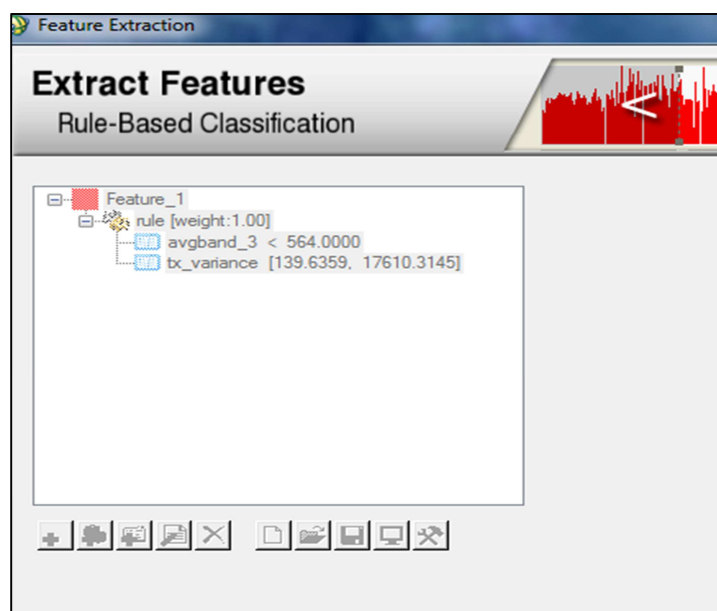 Feature Extraction
Extract Features
Rule-Based Classification
Feature_1
rule [weight:1.00]
avgband_3 < 564.0000
tx_variance [139.6359, 17610.3145]